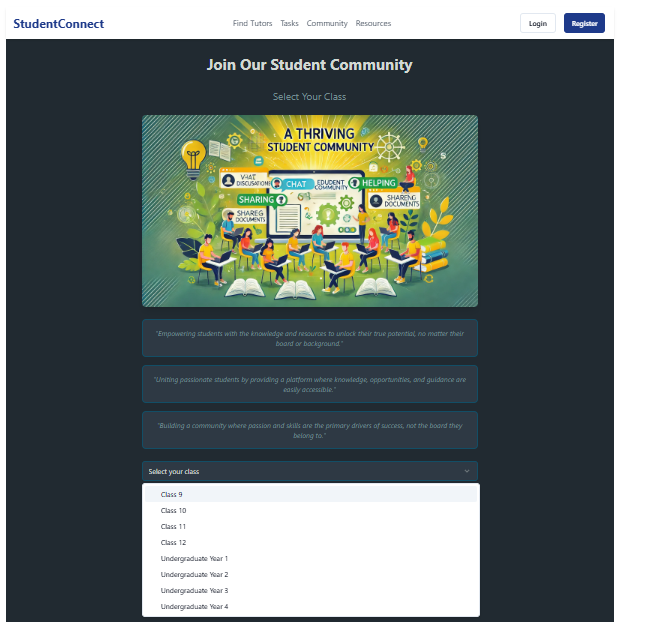 StudentConnect
Find Tutors Tasks Community Resources
Login
Register
Join Our Student Community
Select Your Class
A THRIVING
STUDENT COMMUNITY
VHAI
DISCUSATIONS
CHAT
EDUDENT
COMMUNITY
HELPING
SHARING
SHAREG
DOCUMENTS
SHARENG
DOCUMENTS
"Empowering students with the knowledge and resources to unlock their true potential, no matter their
board or background."
"Uniting passionate students by providing a platform where knowledge, opportunities, and guidance are
easily accessible."
"Building a community where passion and skills are the primary drivers of success, not the board they
belong to."
Select your class
Class 9
Class 10
Class 11
Class 12
Undergraduate Year 1
Undergraduate Year 2
Undergraduate Year 3
Undergraduate Year 4